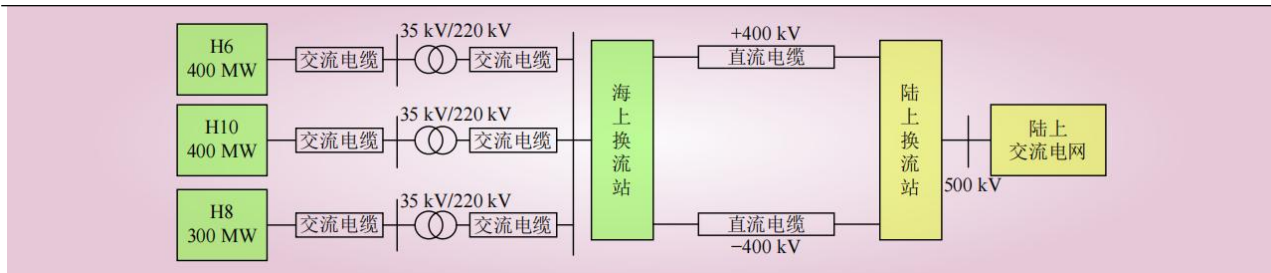 H6
400 MW
交流电缆
35 kV/220 kV
交流电缆
H10
400 MW
交流电缆
35 kV/220 kV
交流电缆
H8
300 MW
交流电缆
35 kV/220 kV
交流电缆
海
上
换
流
站
+400 kV
直流电缆
直流电缆
−400 kV
陆
上
换
流
站
500 kV
陆上
交流电网